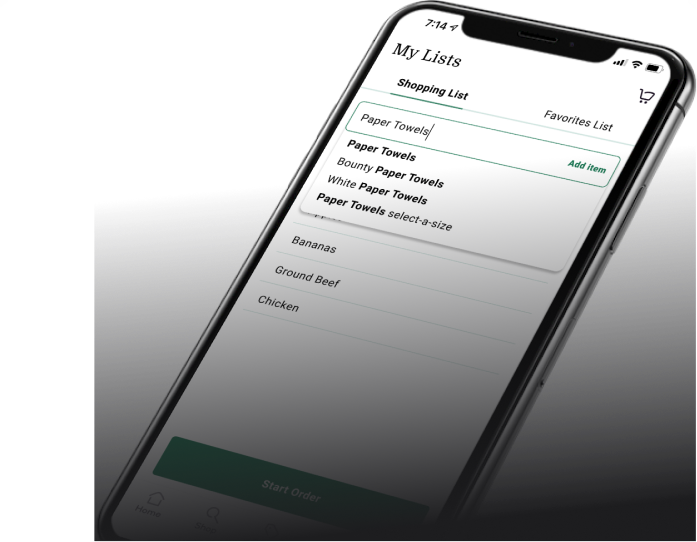 7:14
My Lists
Shopping List
Favorites List
Paper Towels
Add item
Paper Towels
Bounty Paper Towels
White Paper Towels
Paper Towels select-a-size
Bananas
Ground Beef
Chicken
Start Order
Home